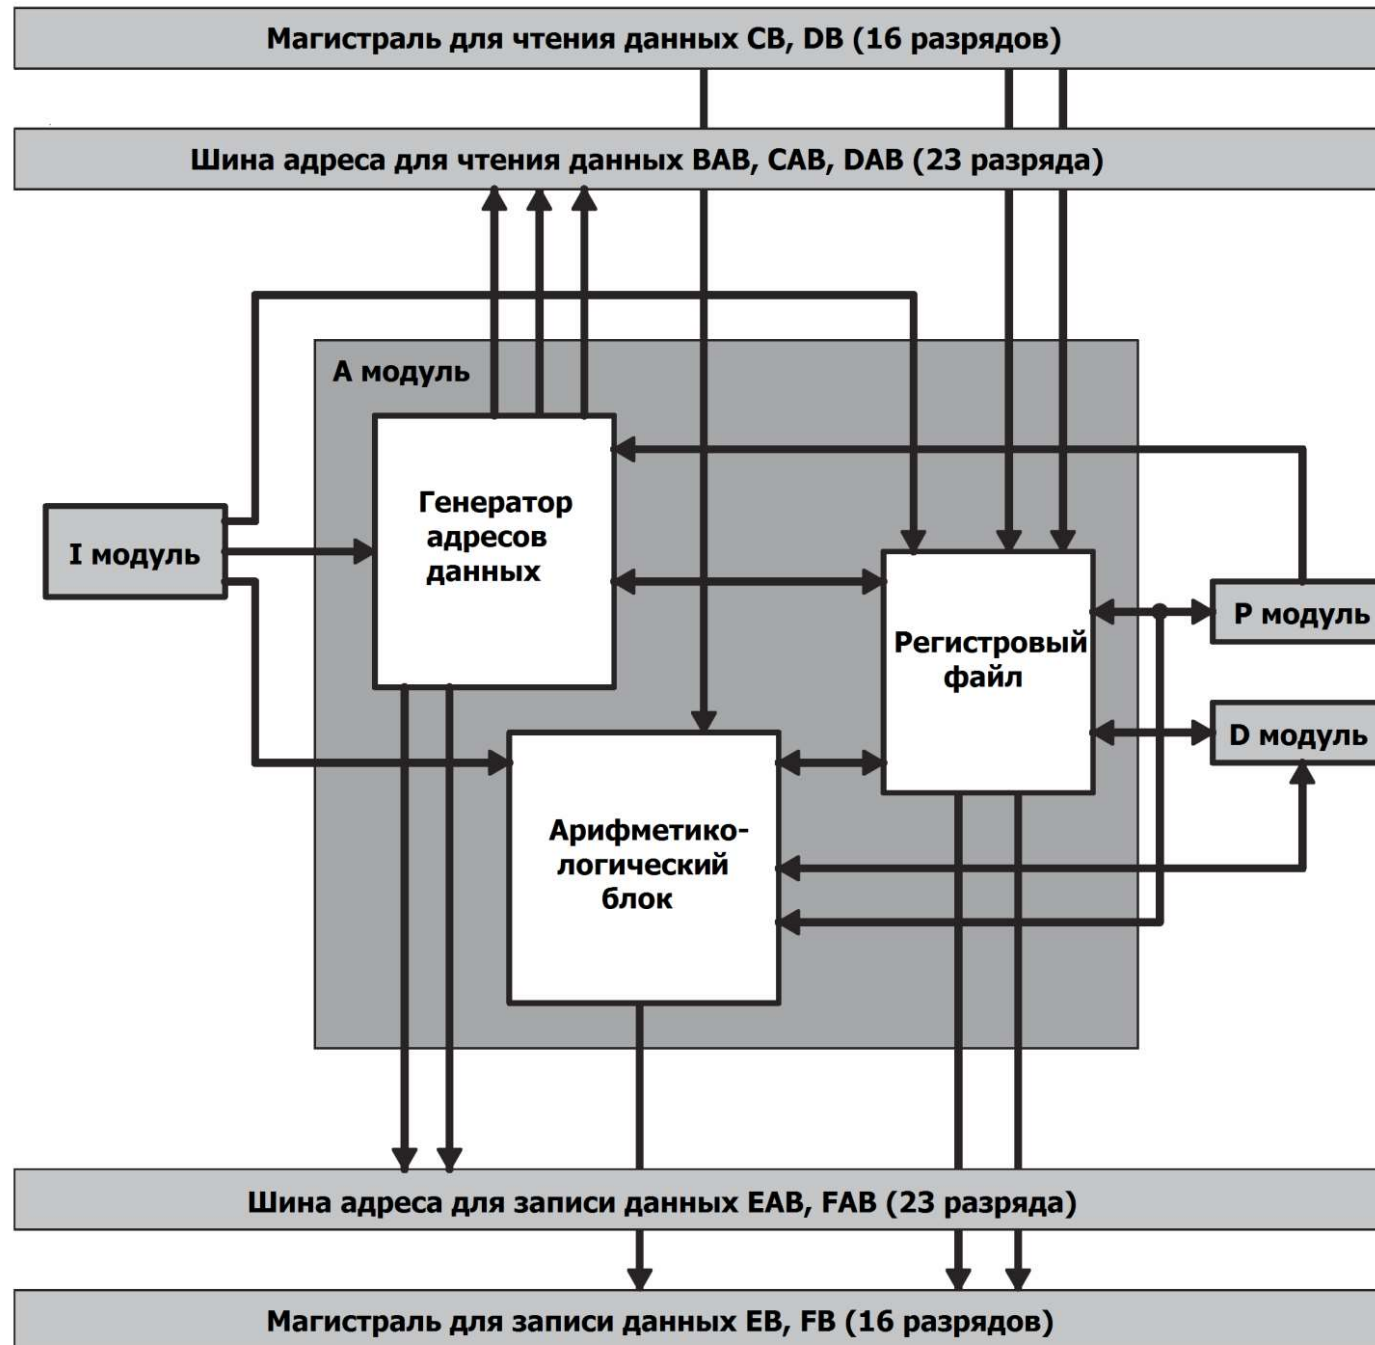 Магистраль для чтения данных CB, DB (16 разрядов)
Шина адреса для чтения данных BAB, CAB, DAB (23 разряда)
А модуль
Генератор
адресов
данных
I модуль
Регистровый
файл
P модуль
D модуль
Арифметико-
логический
блок
Шина адреса для записи данных EAB, FAB (23 разряда)
Магистраль для записи данных EB, FB (16 разрядов)